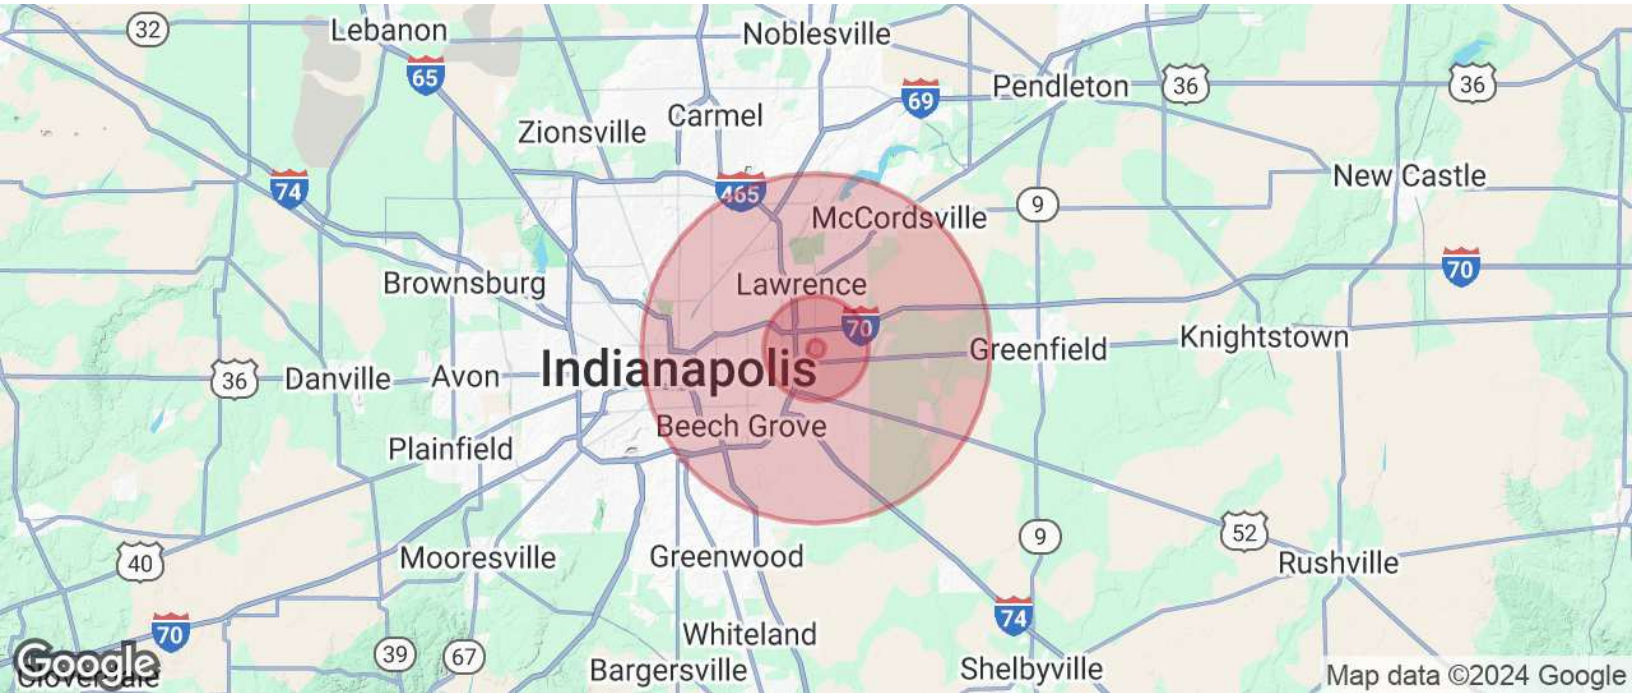 32
Lebanon
Noblesville
65
Pendleton
36
36
69
Carmel
Zionsville
74
465
New Castle
9
McCordsville
70
Brownsburg
Lawrence
70
Knightstown
Greenfield
Indianapolis
36
Danville
Avon
Beech Grove
Plainfield
52
9
40
Mooresville
Greenwood
Rushville
74
70
Whiteland
39
67
Bargersville
Shelbyville
Google
Cloverdale
Map data ©2024 Google